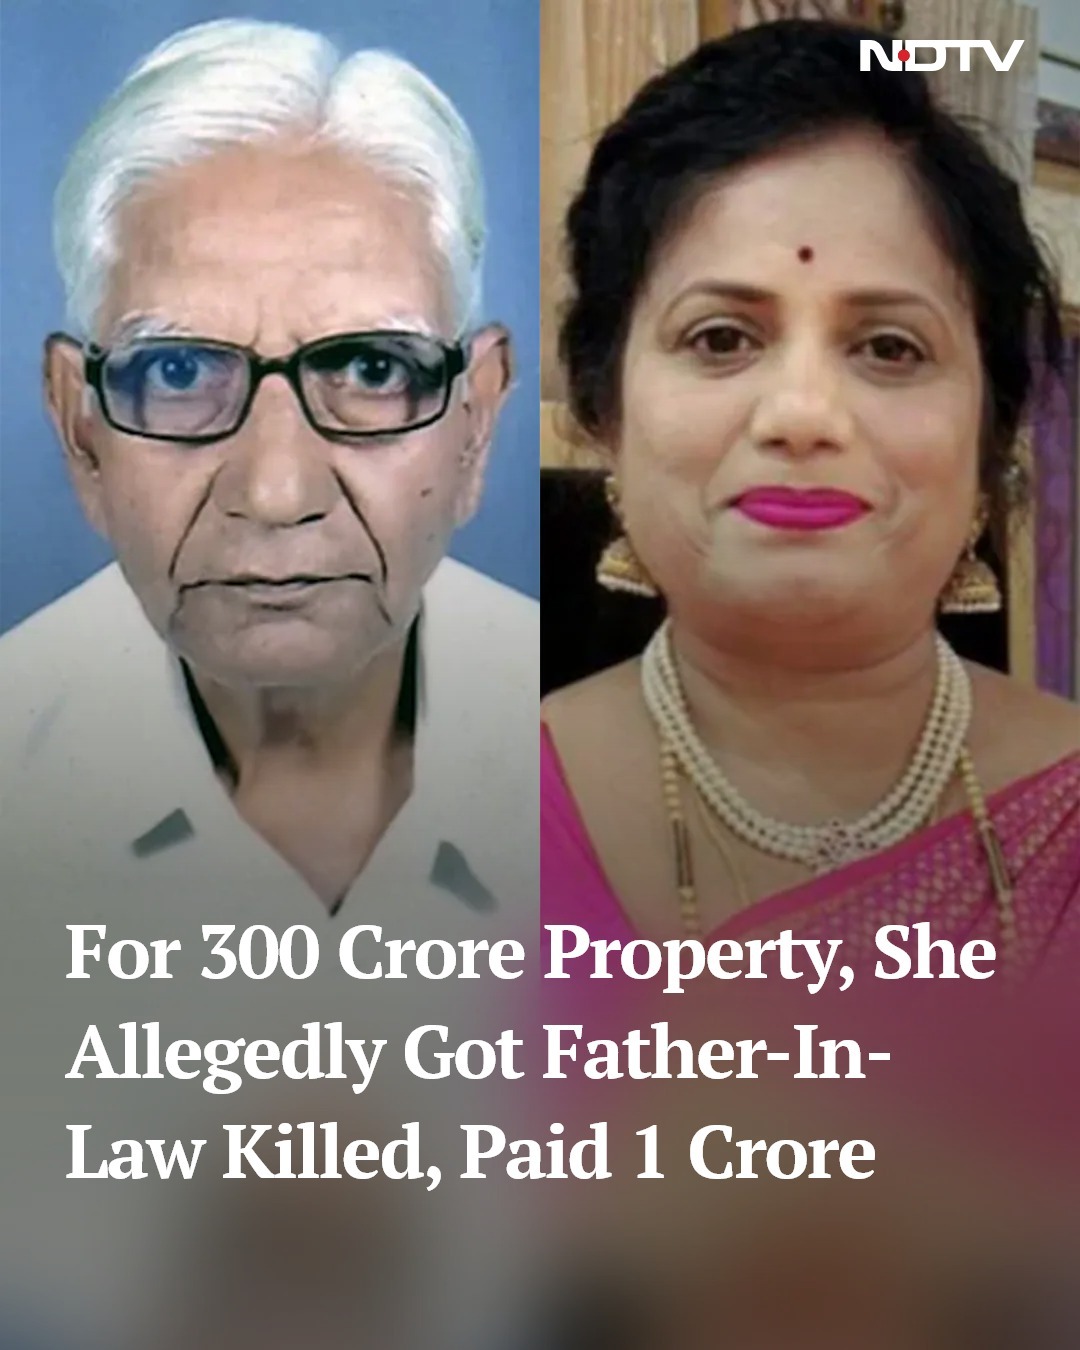 NDTV
For 300 Crore Property, She
Allegedly Got Father-In-
Law Killed, Paid 1 Crore